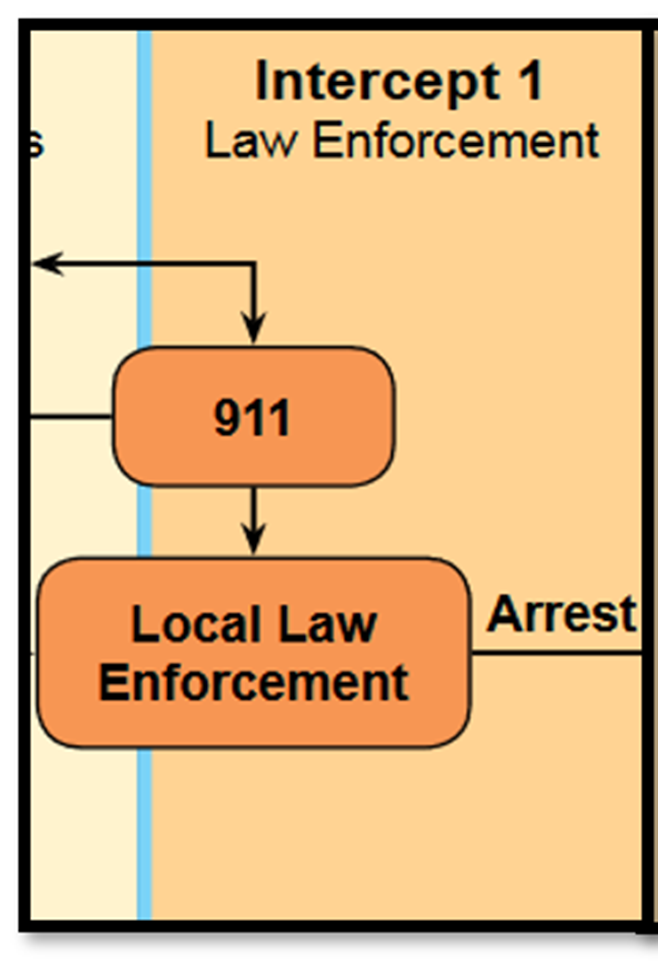 Intercept 1
s
Law Enforcement
911
Local Law
Enforcement
Arrest